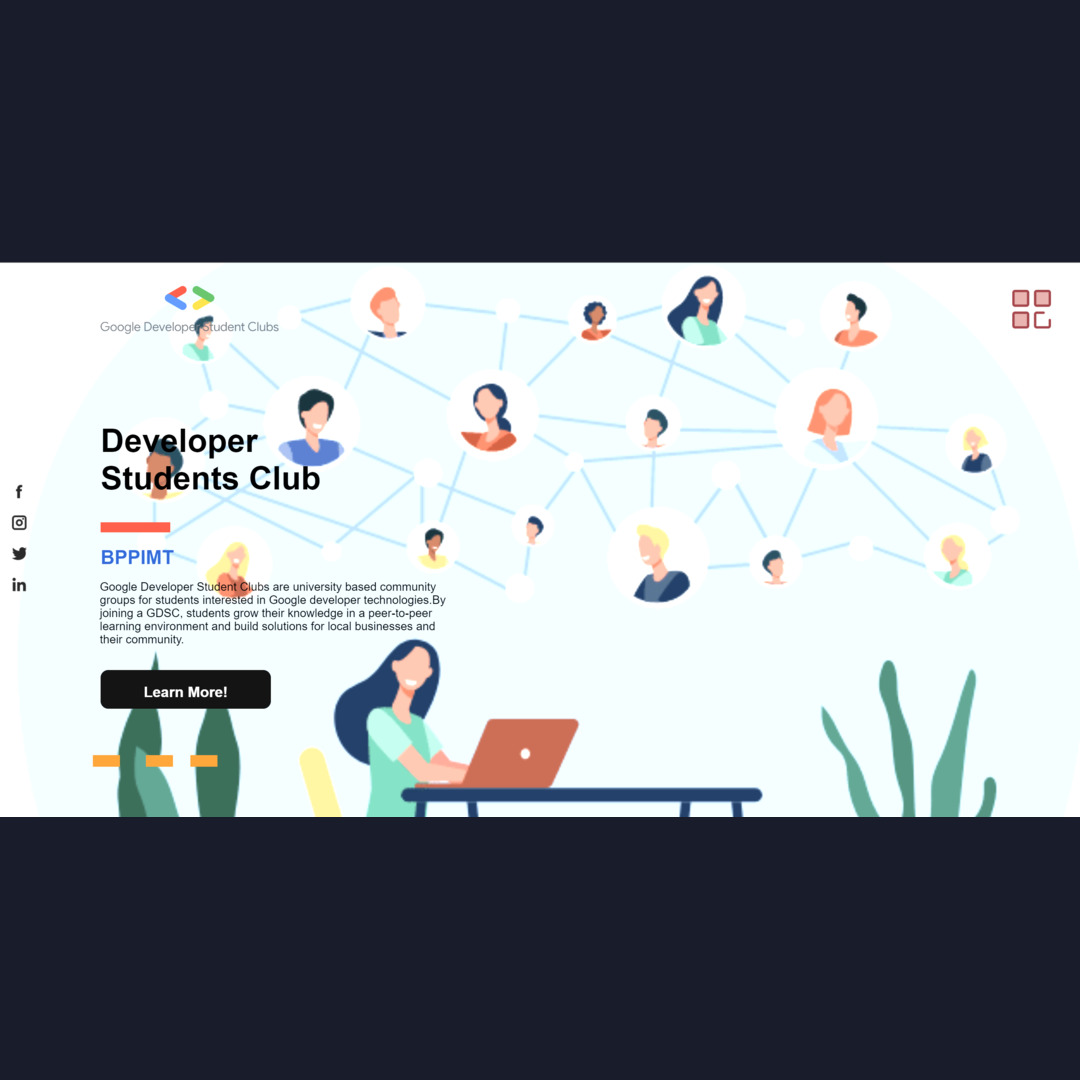 Google Developer Student Clubs
Developer
Students Club
BPPIMT
Google Developer Student Clubs are university based community
groups for students interested in Google developer technologies.By
joining a GDSC, students grow their knowledge in a peer-to-peer
learning environment and build solutions for local businesses and
their community.
Learn More!